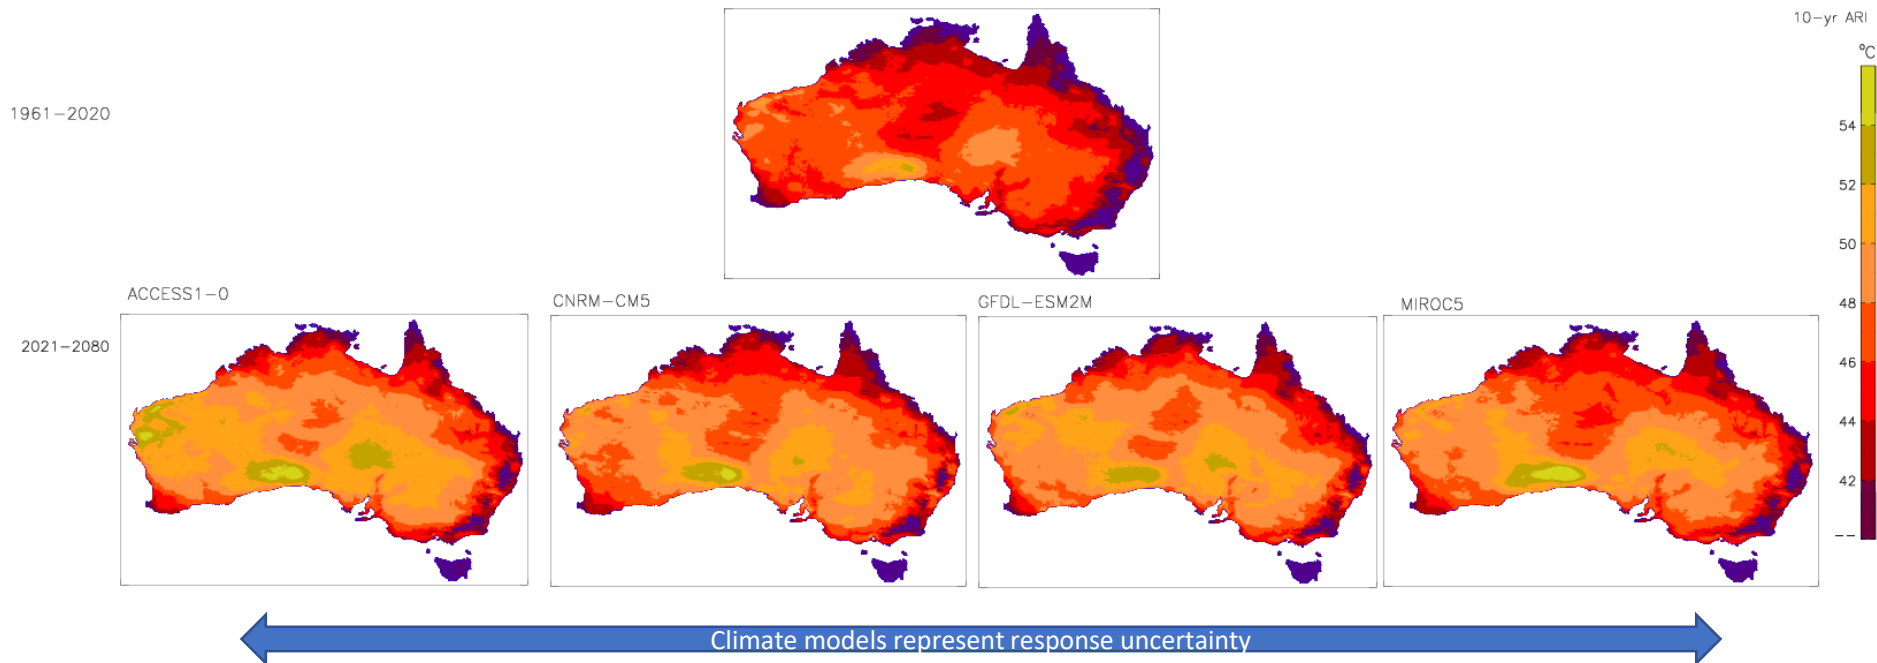 10-yr ARI
°C
1961-2020
54
52
50
48
46
44
42
--
ACCESS1-0
CNRM-CM5
GFDL-ESM2M
MIROC5
2021-2080
Climate models represent response uncertainty